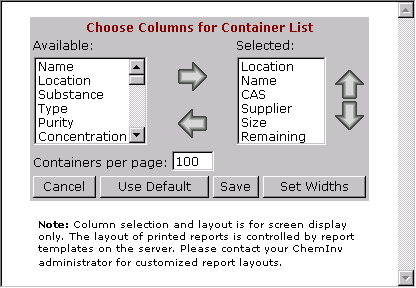 Choose Columns for Container List
Available:
Selected:
Name
Location
Substance
Type
Purity
Concentration
Location
Name
CAS
Supplier
Size
Remaining
Containers per page: 100
Cancel Use Default Save Set Widths
Note: Column selection and layout is for screen display
only. The layout of printed reports is controlled by report
templates on the server. Please contact your ChemInv
administrator for customized report layouts.